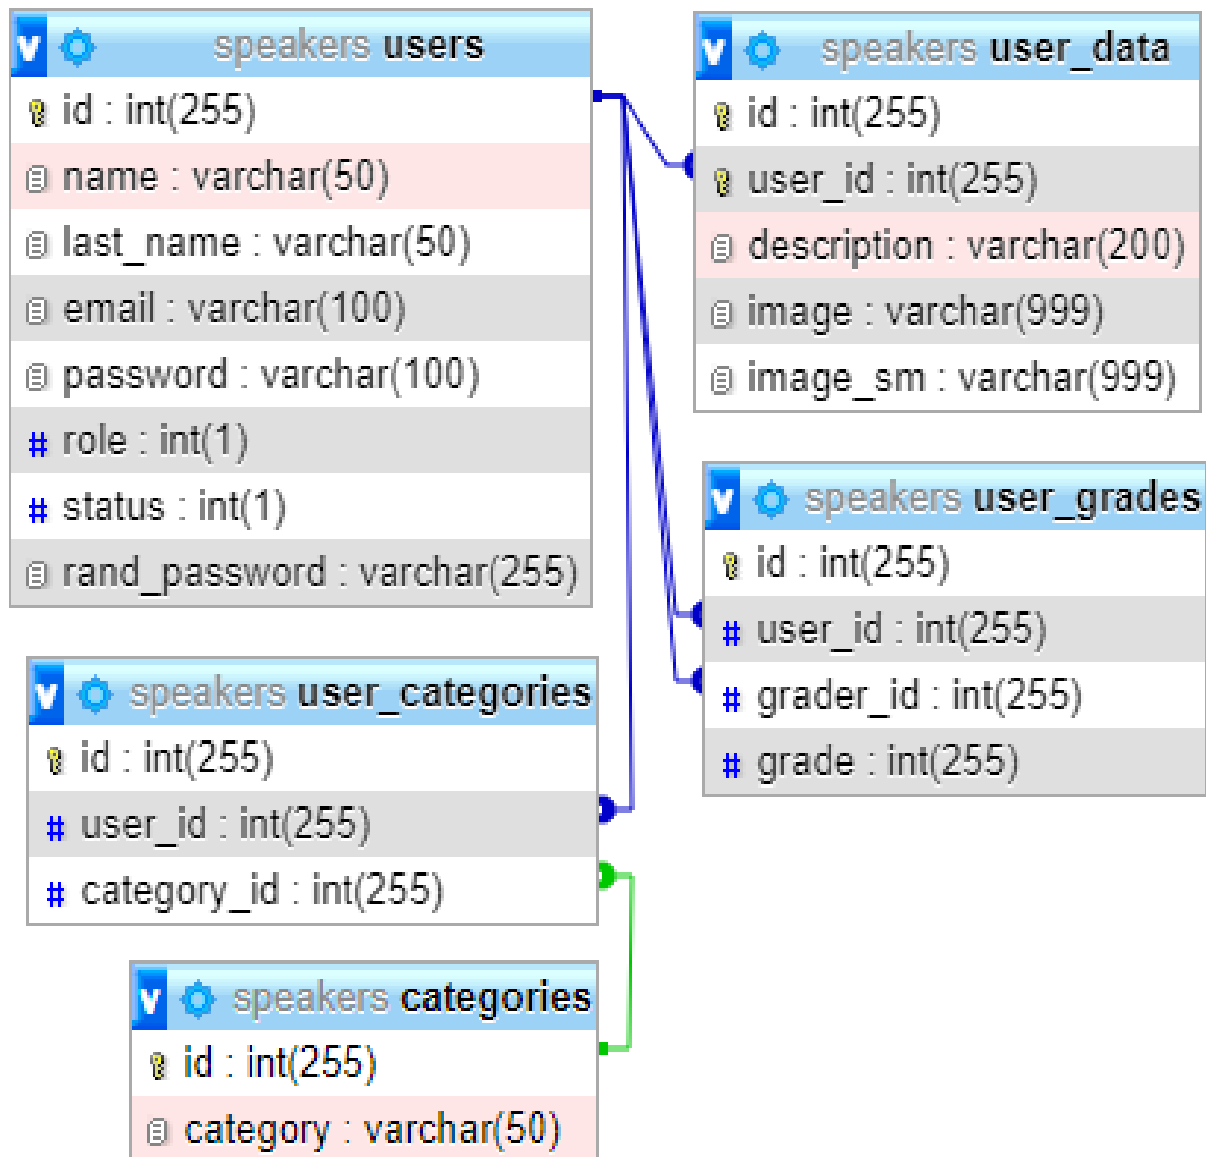 speakers users
id : int(255)
name : varchar(50)
last_name : varchar(50)
email : varchar(100)
password : varchar(100)
# role : int(1)
# status : int(1)
rand_password : varchar(255)
speakers user_data
id : int(255)
user_id : int(255)
description : varchar(200)
image : varchar(999)
image_sm : varchar(999)
speakers user_grades
id : int(255)
# user_id : int(255)
# grader_id : int(255)
# grade : int(255)
speakers user_categories
id : int(255)
# user_id : int(255)
# category_id : int(255)
speakers categories
id : int(255)
category : varchar(50)